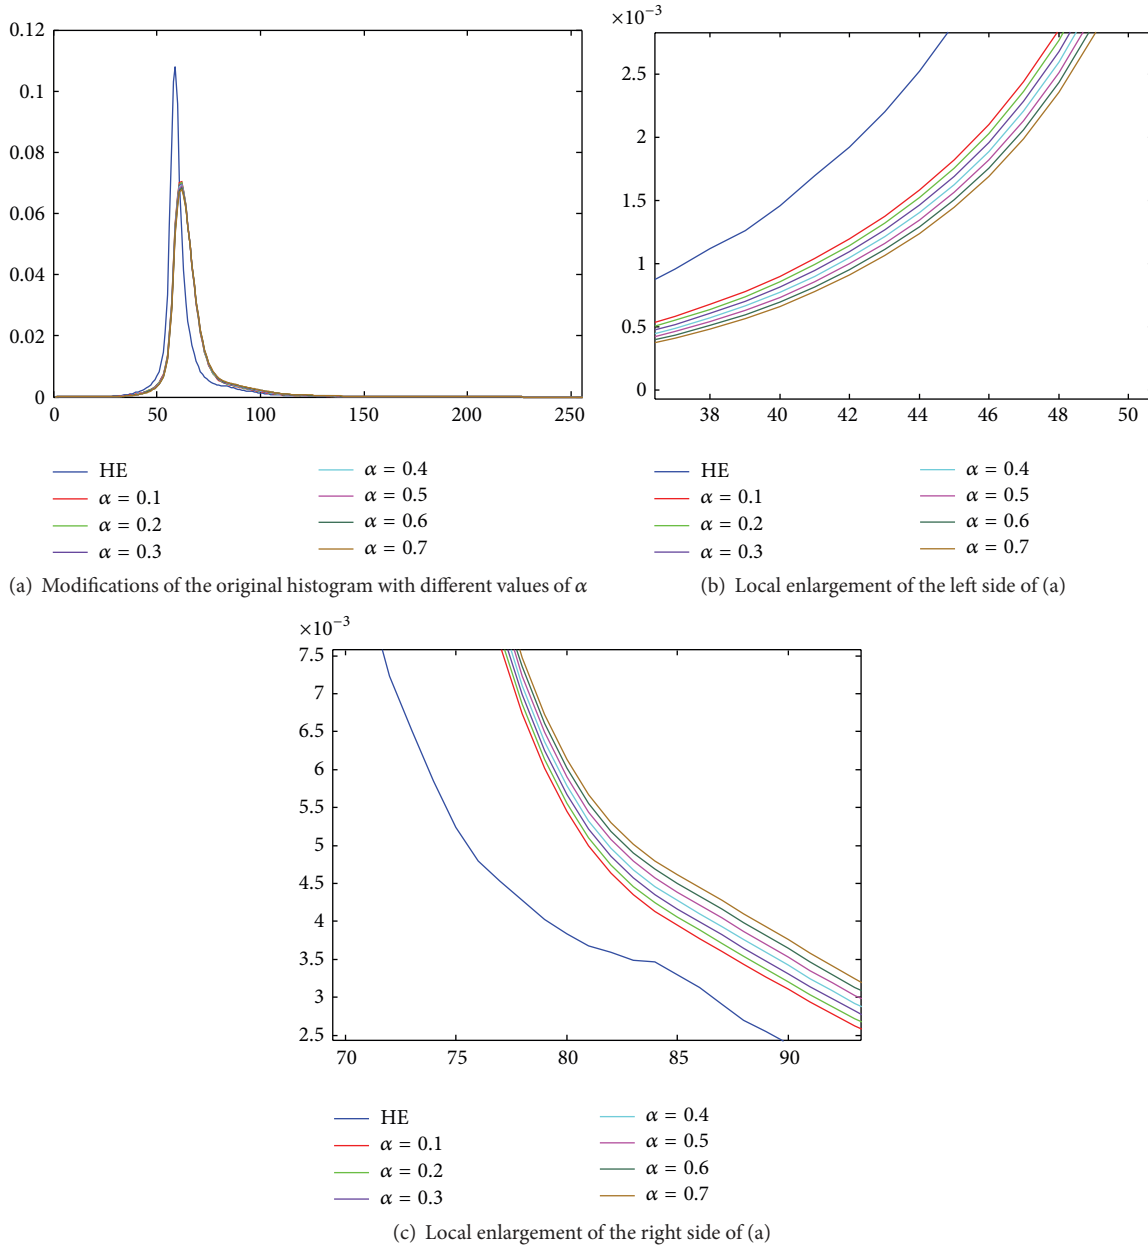 0.12
0.1
0.08
0.06
0.04
0.02
0
0 50 100 150 200 250
HE
α = 0.1
α = 0.2
α = 0.3
α = 0.4
α = 0.5
α = 0.6
α = 0.7
(a) Modifications of the original histogram with different values of α
×10⁻³
2.5
2
1.5
1
0.5
0
38 40 42 44 46 48 50
HE
α = 0.1
α = 0.2
α = 0.3
α = 0.4
α = 0.5
α = 0.6
α = 0.7
(b) Local enlargement of the left side of (a)
×10⁻³
7.5
7
6.5
6
5.5
5
4.5
4
3.5
3
2.5
70 75 80 85 90
HE
α = 0.1
α = 0.2
α = 0.3
α = 0.4
α = 0.5
α = 0.6
α = 0.7
(c) Local enlargement of the right side of (a)